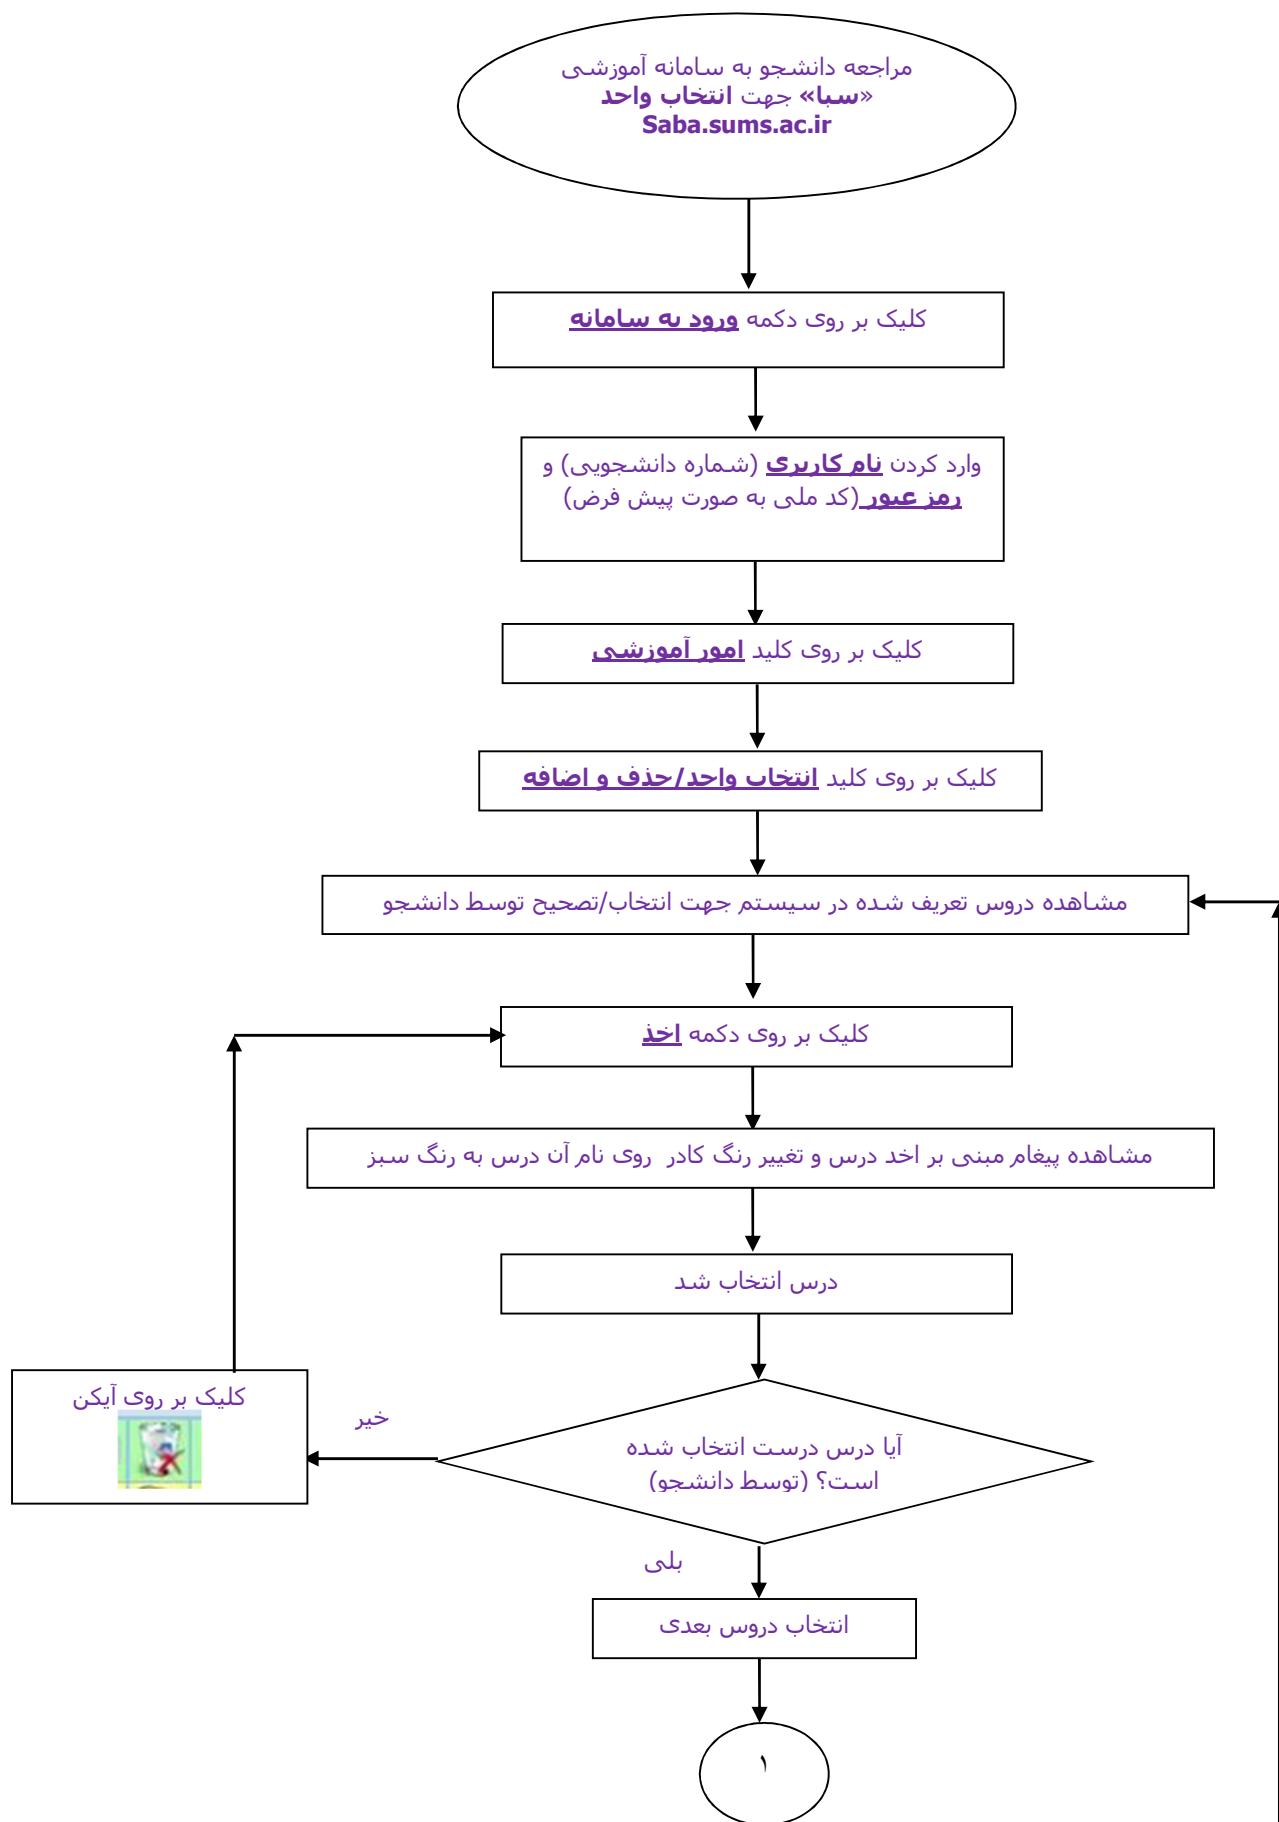 مراجعه دانشجو به سامانه آموزشی
«سبا» جهت انتخاب واحد
Saba.sums.ac.ir
کلیک بر روی دکمه ورود به سامانه
وارد کردن نام کاربری (شماره دانشجویی) و
رمز عبور (کد ملی به صورت پیش فرض)
کلیک بر روی کلید امور آموزشی
کلیک بر روی کلید انتخاب واحد/حذف و اضافه
مشاهده دروس تعریف شده در سیستم جهت انتخاب/تصحیح توسط دانشجو
کلیک بر روی دکمه اخذ
مشاهده پیغام مبنی بر اخد درس و تغییر رنگ کادر روی نام آن درس به رنگ سبز
درس انتخاب شد
کلیک بر روی آیکن
خیر
آیا درس درست انتخاب شده
است؟ (توسط دانشجو)
بلی
انتخاب دروس بعدی
۱